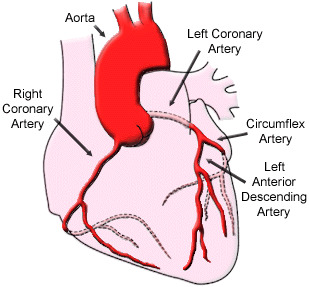 Aorta
Left Coronary
Artery
Right
Coronary
Artery
Circumflex
Artery
Left
Anterior
Descending
Artery